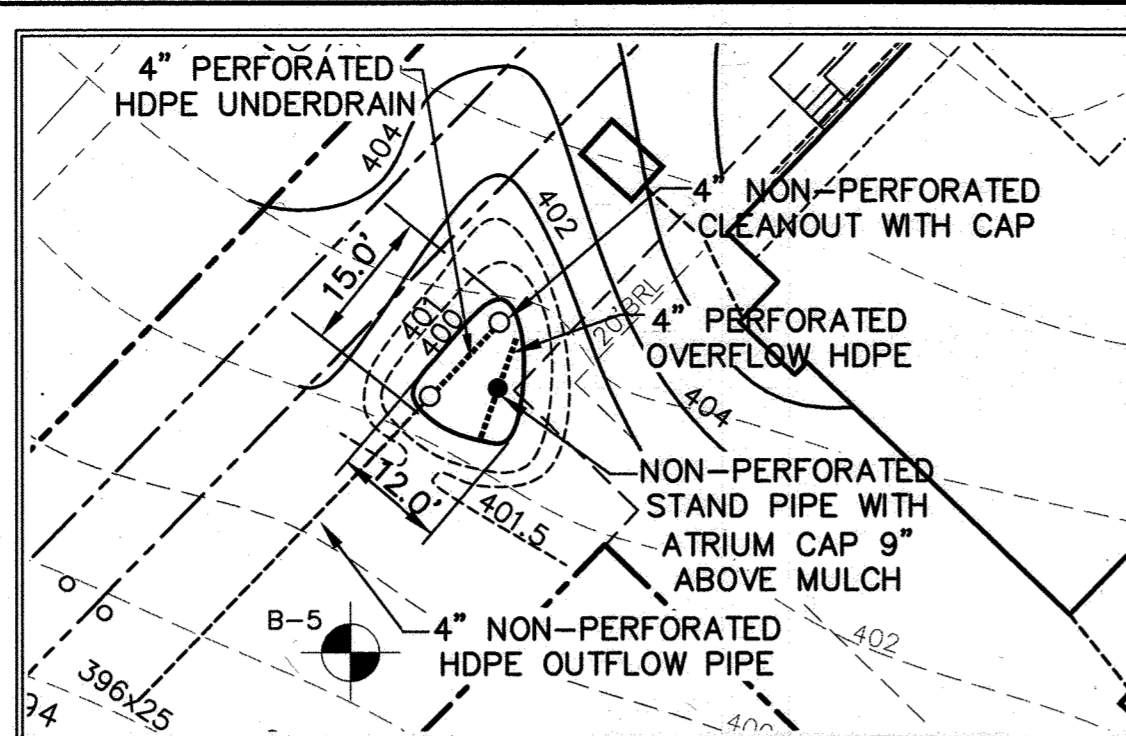 4" PERFORATED
HDPE UNDERDRAIN
404
402
4" NON-PERFORATED
CLEANOUT WITH CAP
15.0'
401
400
20' BRL
4" PERFORATED
OVERFLOW HDPE
404
NON-PERFORATED
STAND PIPE WITH
ATRIUM CAP 9"
ABOVE MULCH
12.0'
401.5
B-5
4" NON-PERFORATED
HDPE OUTFLOW PIPE
402
396x25
94
400